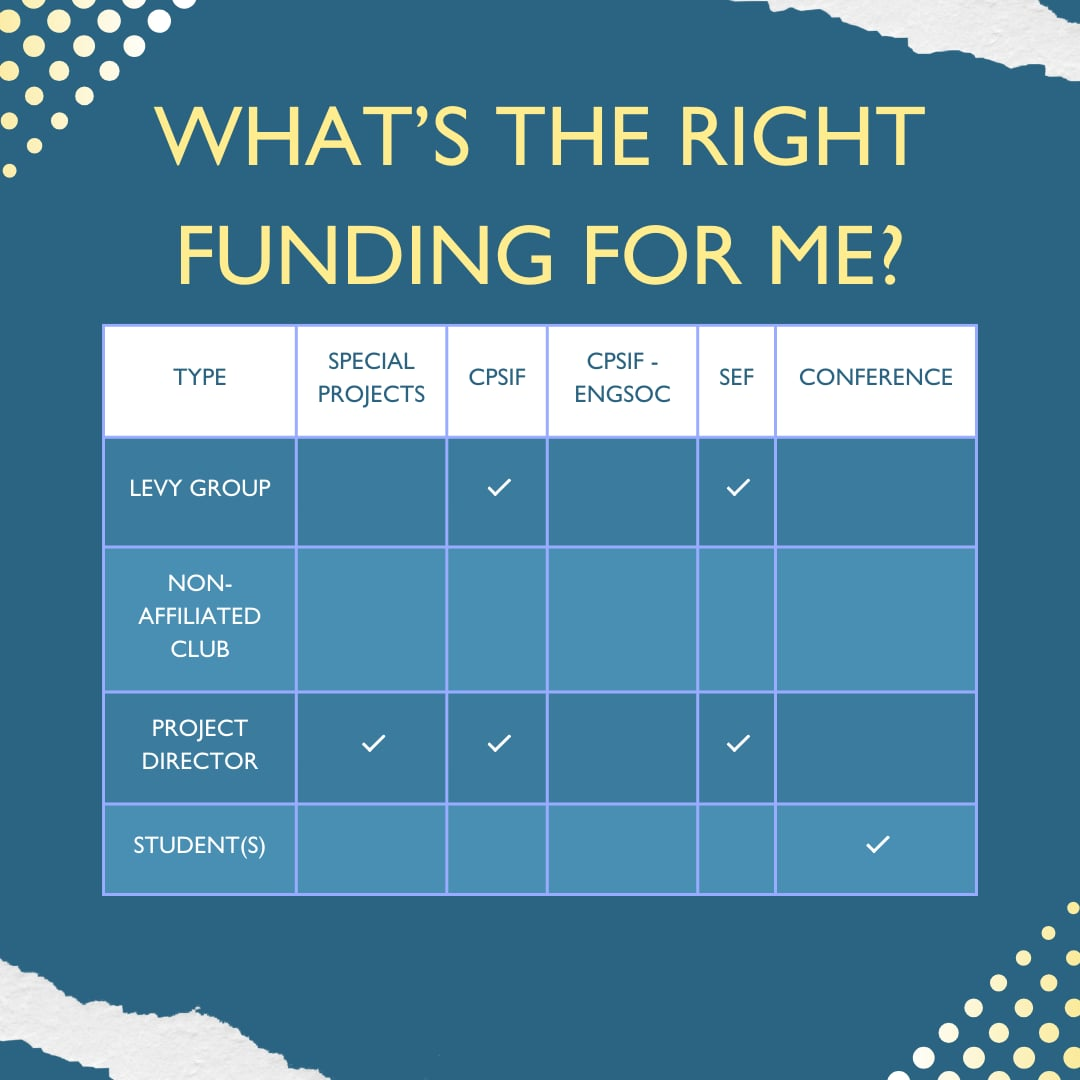 WHAT’S THE RIGHT
FUNDING FOR ME?
TYPE
SPECIAL
PROJECTS
CPSIF
CPSIF -
ENGSOC
SEF
CONFERENCE
LEVY GROUP
✓
✓
NON-
AFFILIATED
CLUB
PROJECT
DIRECTOR
✓
✓
✓
STUDENT(S)
✓